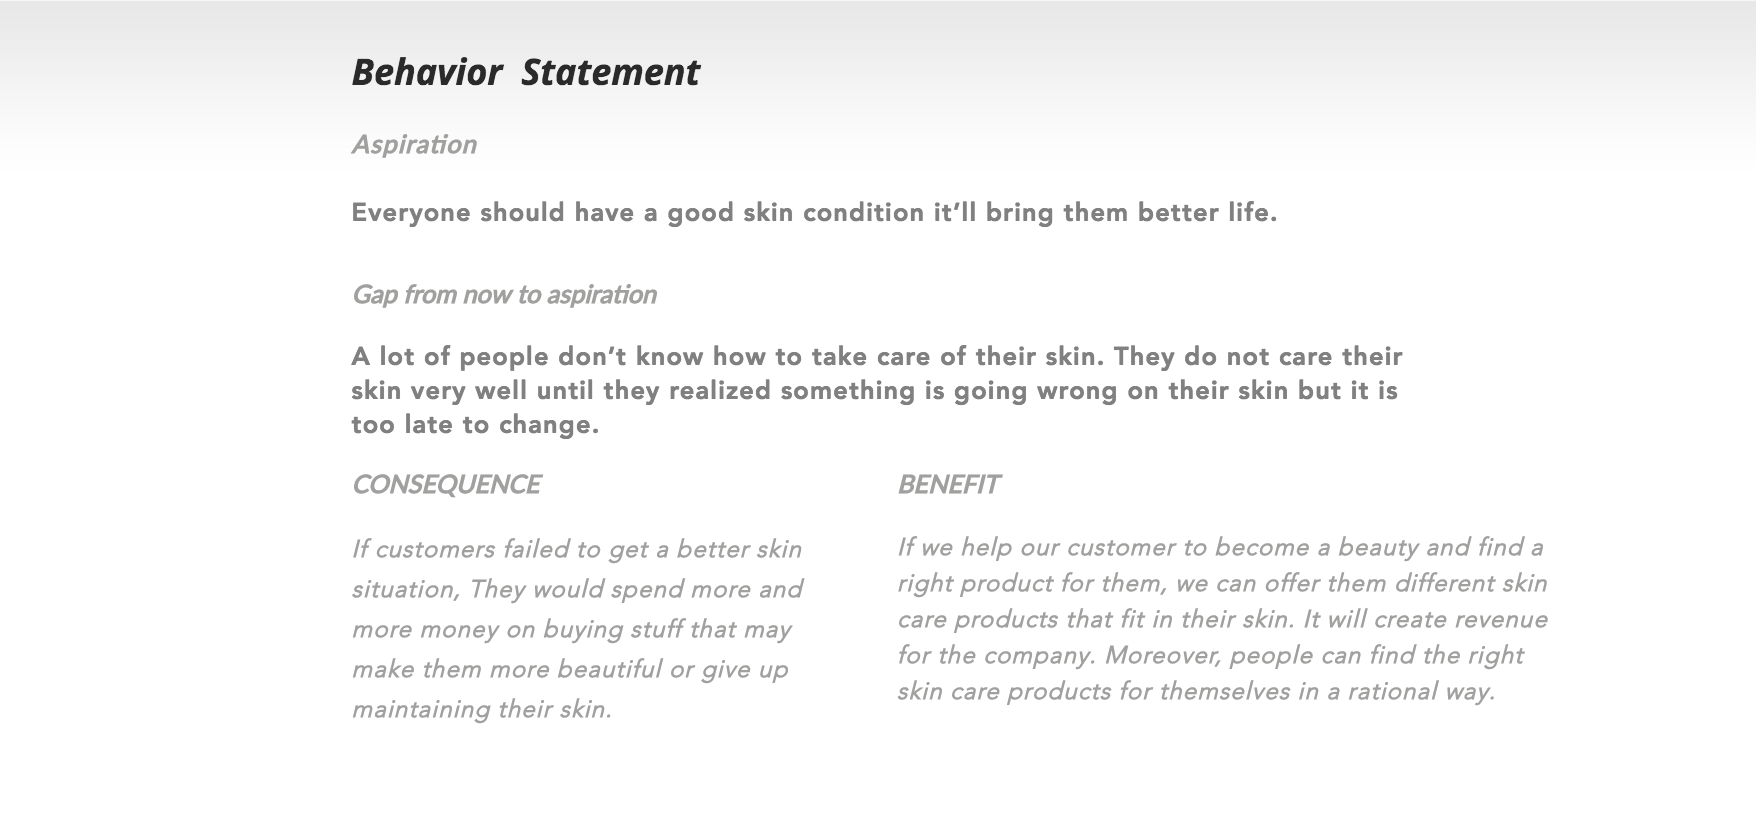 Behavior Statement
Aspiration
Everyone should have a good skin condition it’ll bring them better life.
Gap from now to aspiration
A lot of people don’t know how to take care of their skin. They do not care their
skin very well until they realized something is going wrong on their skin but it is
too late to change.
CONSEQUENCE
If customers failed to get a better skin
situation, They would spend more and
more money on buying stuff that may
make them more beautiful or give up
maintaining their skin.
BENEFIT
If we help our customer to become a beauty and find a
right product for them, we can offer them different skin
care products that fit in their skin. It will create revenue
for the company. Moreover, people can find the right
skin care products for themselves in a rational way.